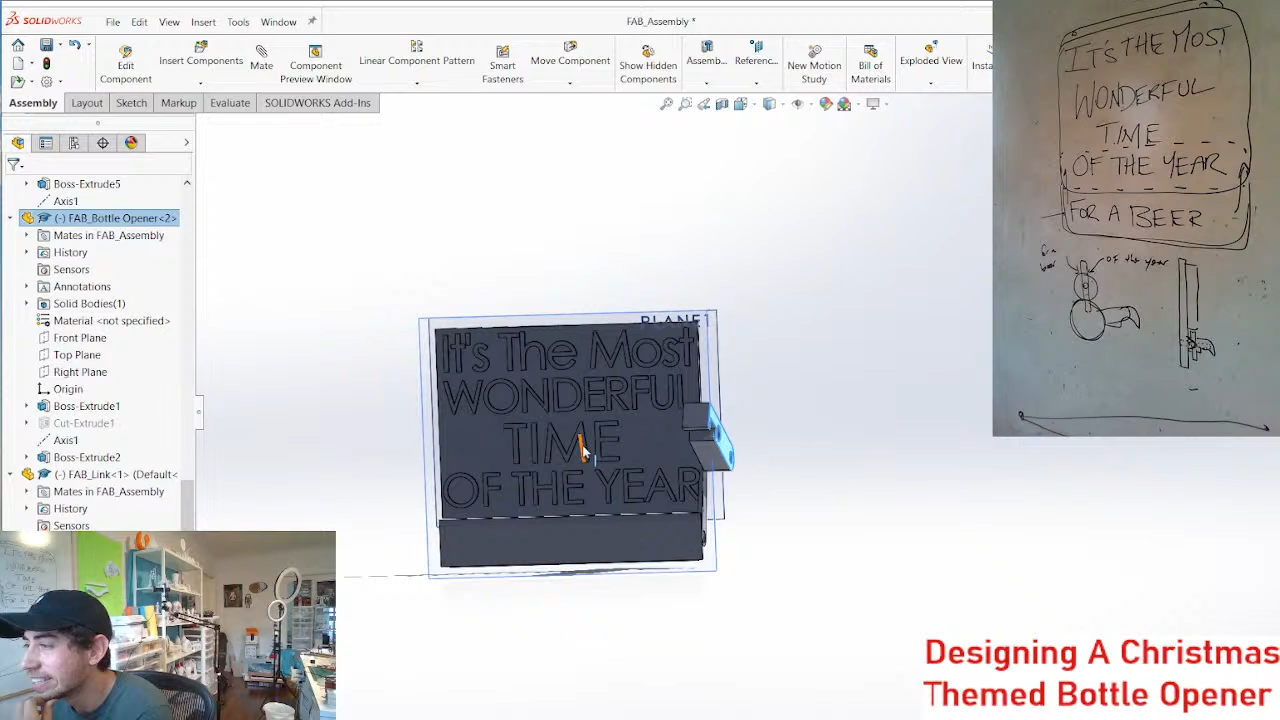 SOLIDWORKS
File Edit View Insert Tools Window
FAB_Assembly *
Edit Component
Insert Components
Mate
Component Preview Window
Linear Component Pattern
Smart Fasteners
Move Component
Show Hidden Components
Assemb...
Referenc...
New Motion Study
Bill of Materials
Exploded View
Insta
Assembly Layout Sketch Markup Evaluate SOLIDWORKS Add-Ins
Boss-Extrude5
Axis1
(-) FAB_Bottle Opener<2>
Mates in FAB_Assembly
History
Sensors
Annotations
Solid Bodies(1)
Material <not specified>
Front Plane
Top Plane
Right Plane
Origin
Boss-Extrude1
Cut-Extrude1
Axis1
Boss-Extrude2
(-) FAB_Link<1> (Default<
Mates in FAB_Assembly
History
Sensors
PLANE1
It's The Most
WONDERFUL
TIME
OF THE YEAR
IT'S THE MOST
WONDERFUL
TIME
OF THE YEAR
FOR A BEER
of the year
Designing A Christmas
Themed Bottle Opener